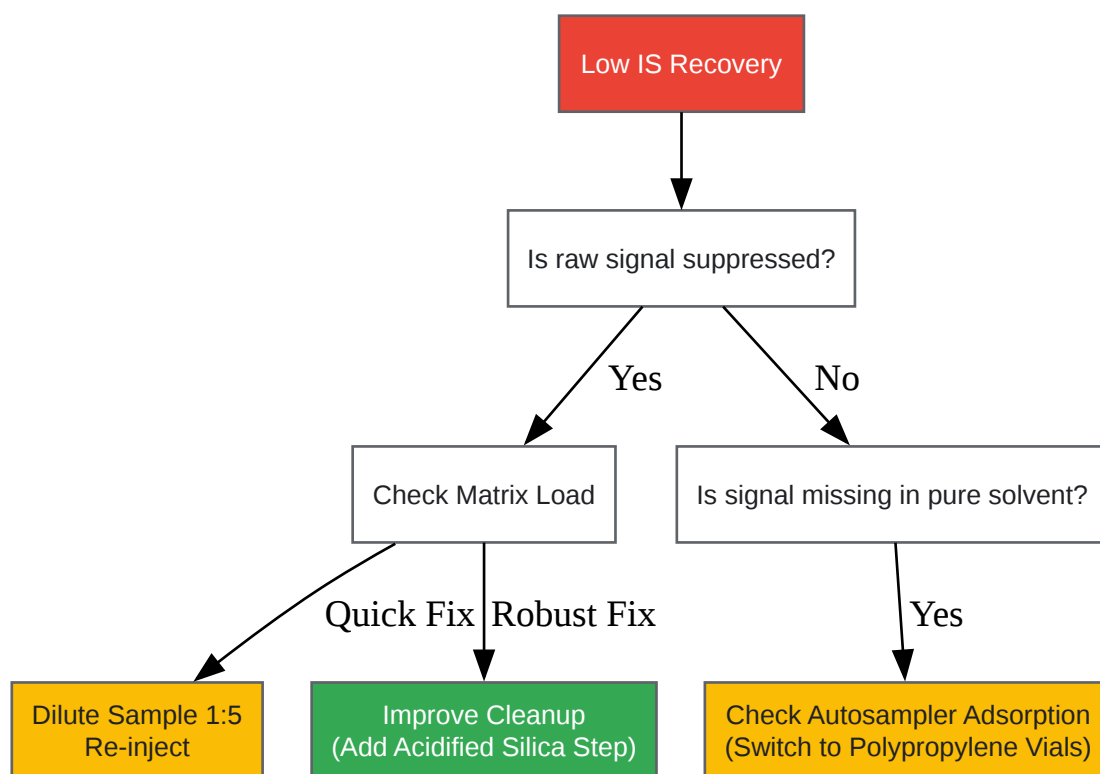 Low IS Recovery
Is raw signal suppressed?
Yes
No
Check Matrix Load
Is signal missing in pure solvent?
Quick Fix
Robust Fix
Yes
Dilute Sample 1:5
Re-inject
Improve Cleanup
(Add Acidified Silica Step)
Check Autosampler Adsorption
(Switch to Polypropylene Vials)